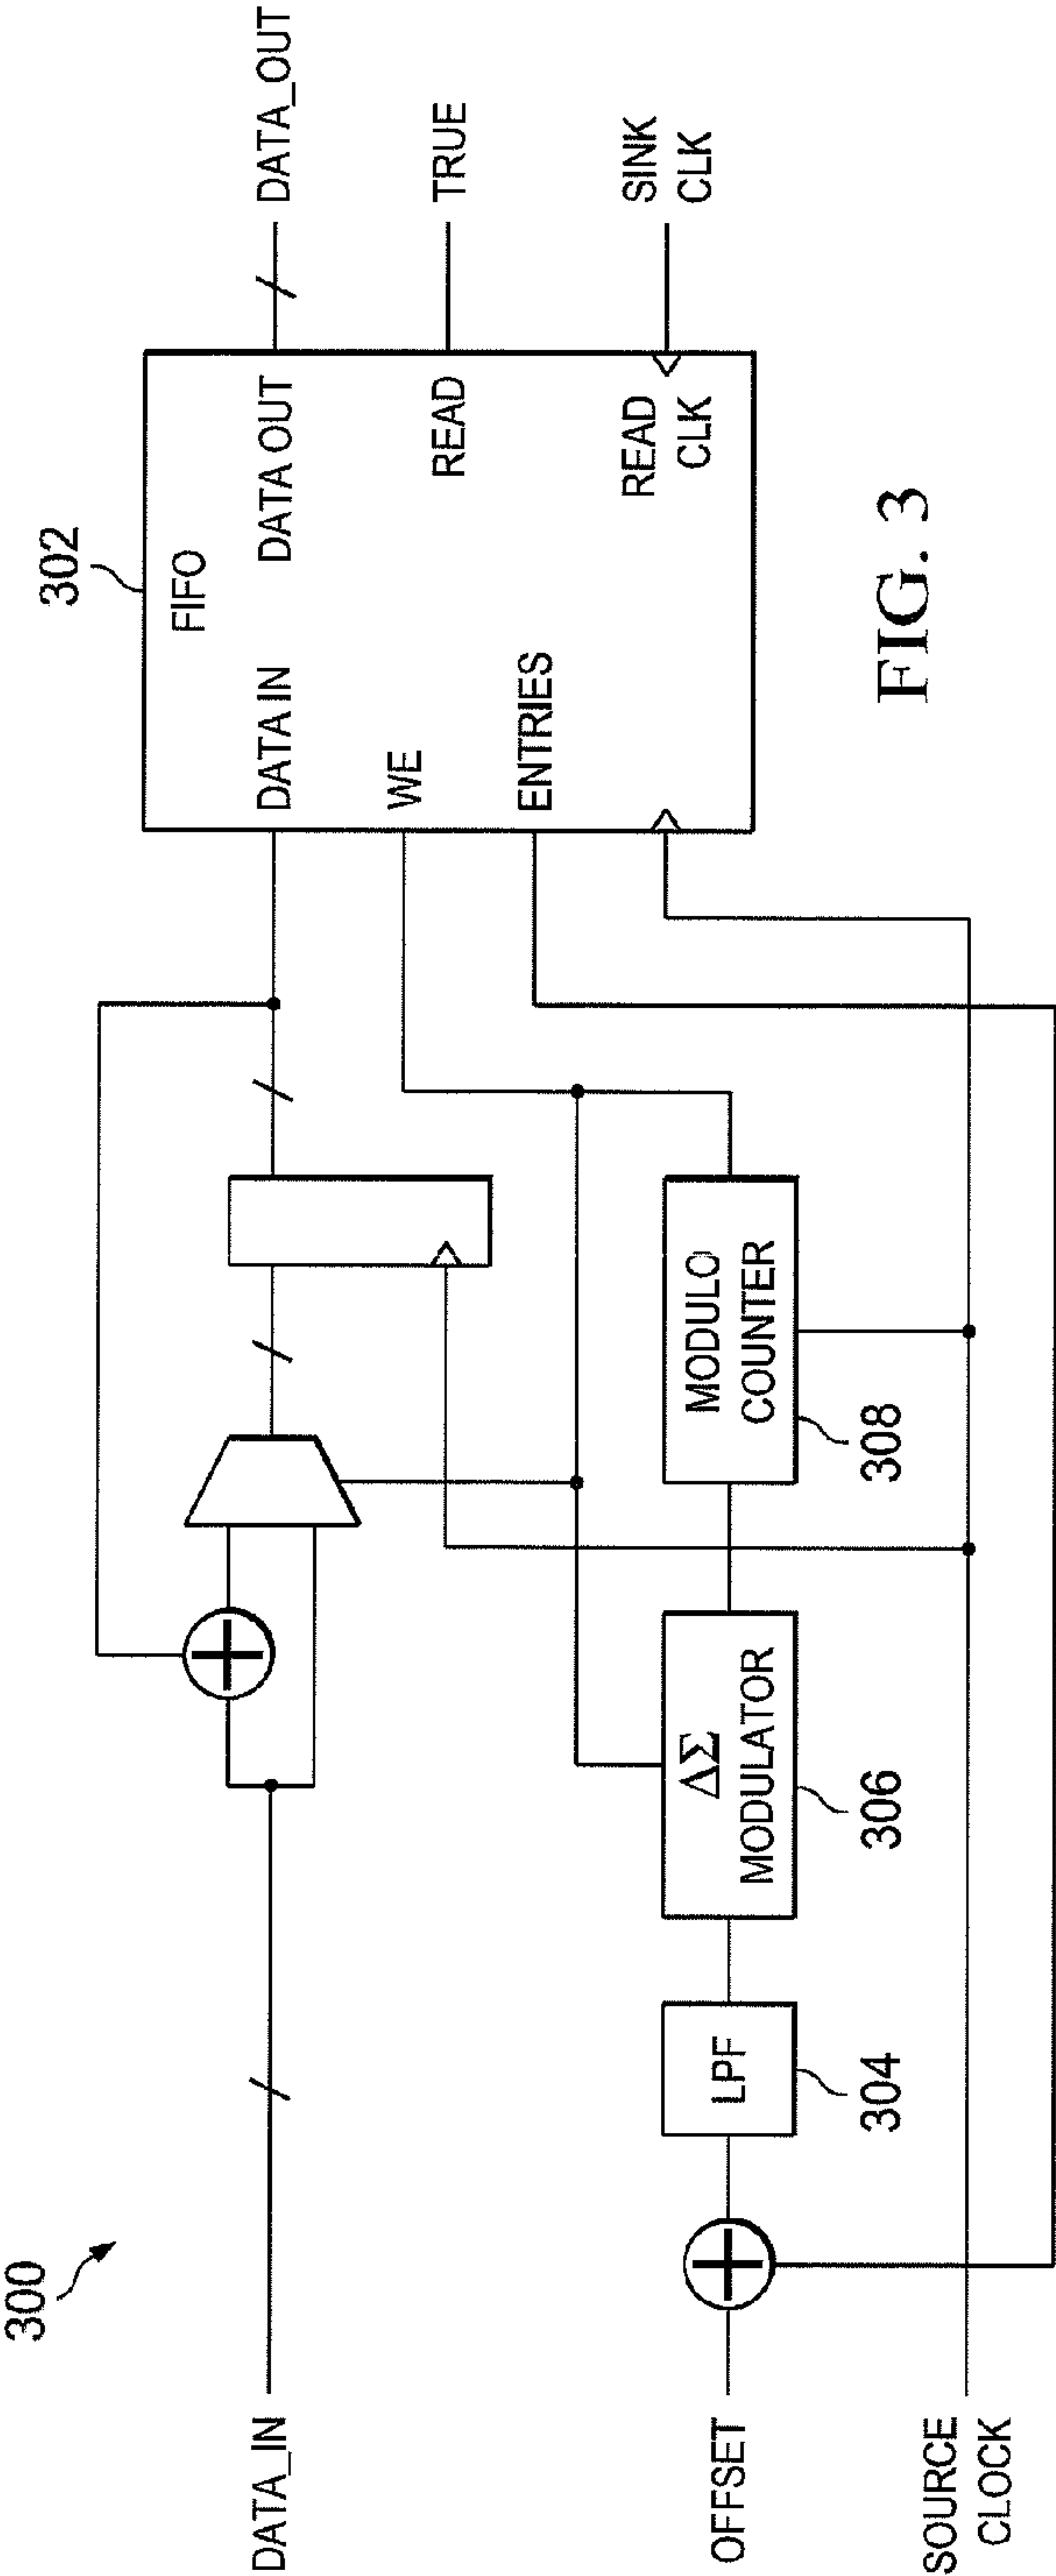 300
302
FIFO
DATA_IN
DATA IN
DATA OUT
DATA_OUT
WE
READ
TRUE
ENTRIES
READ
CLK
SINK
CLK
OFFSET
LPF
304
ΔΣ
MODULATOR
306
MODULO
COUNTER
308
SOURCE
CLOCK
FIG. 3